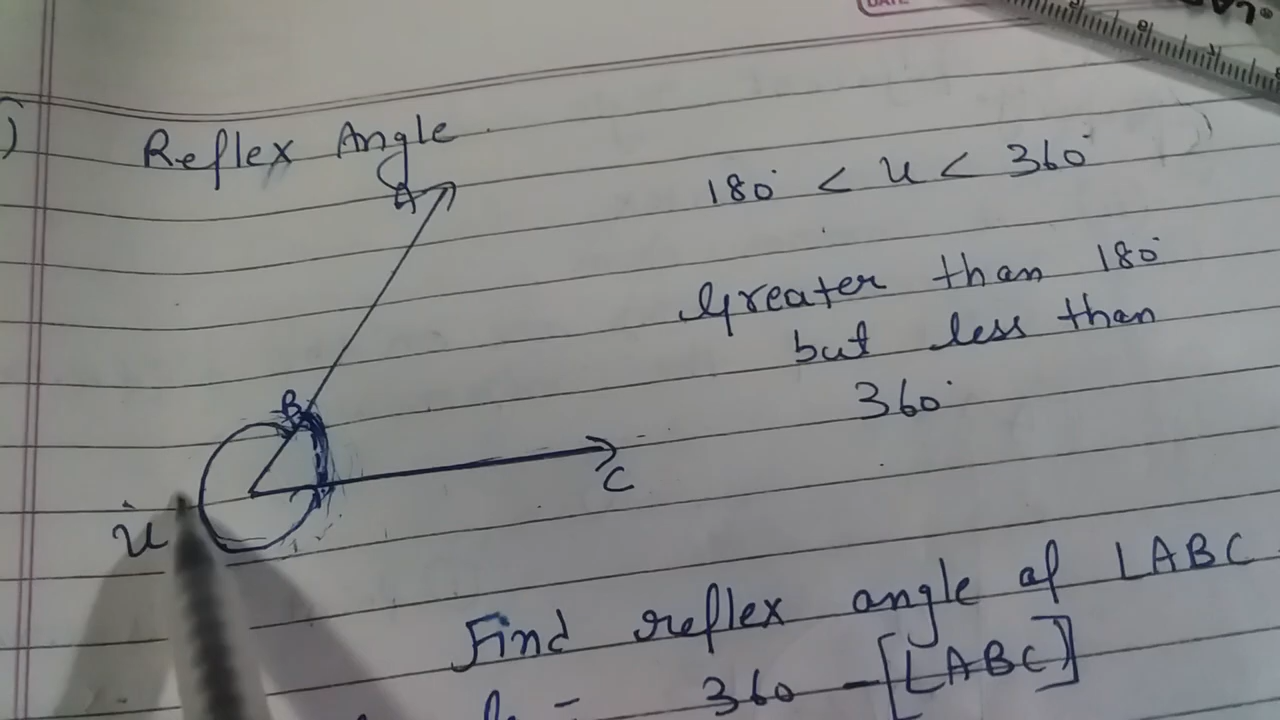 Reflex Angle
A
180° < x < 360°
Greater than 180°
but less than
360°
B
C
x°
Find reflex angle of ∠ABC
= 360 - [∠ABC]